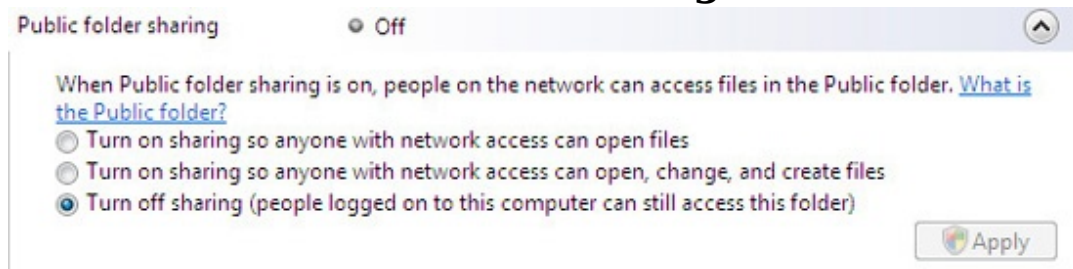 Public folder sharing Off
When Public folder sharing is on, people on the network can access files in the Public folder. What is
the Public folder?
Turn on sharing so anyone with network access can open files
Turn on sharing so anyone with network access can open, change, and create files
Turn off sharing (people logged on to this computer can still access this folder)
Apply